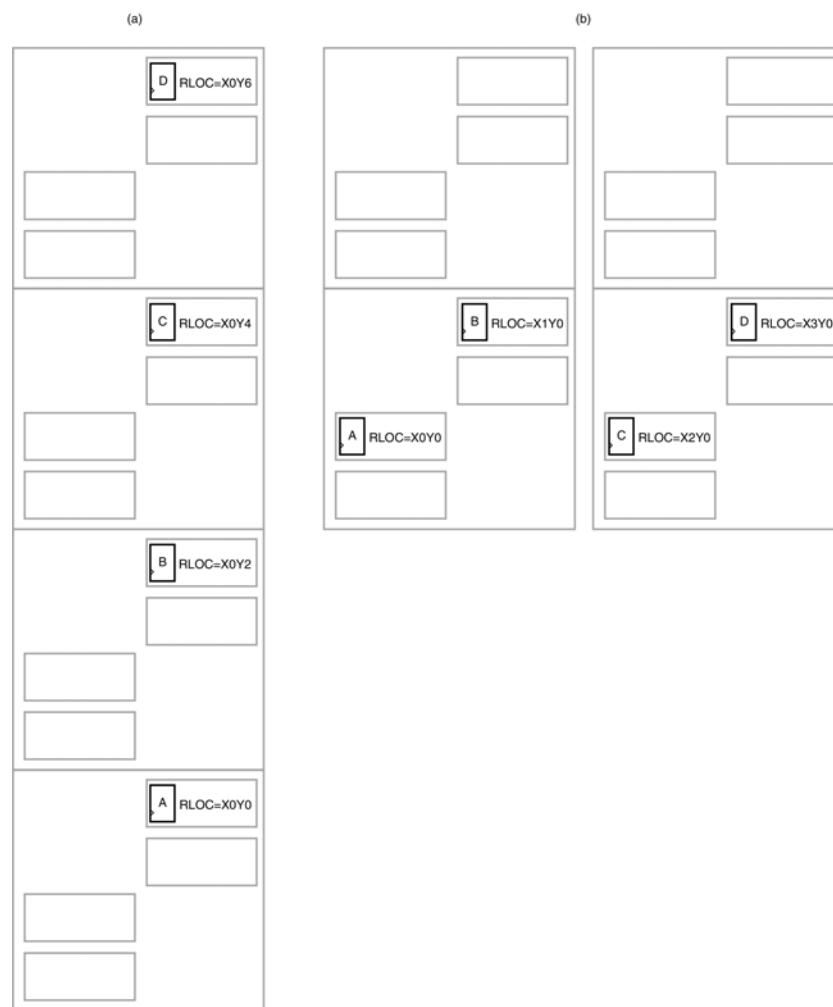 (a)
(b)
D RLOC=X0Y6
C RLOC=X0Y4
B RLOC=X1Y0
D RLOC=X3Y0
A RLOC=X0Y0
C RLOC=X2Y0
B RLOC=X0Y2
A RLOC=X0Y0